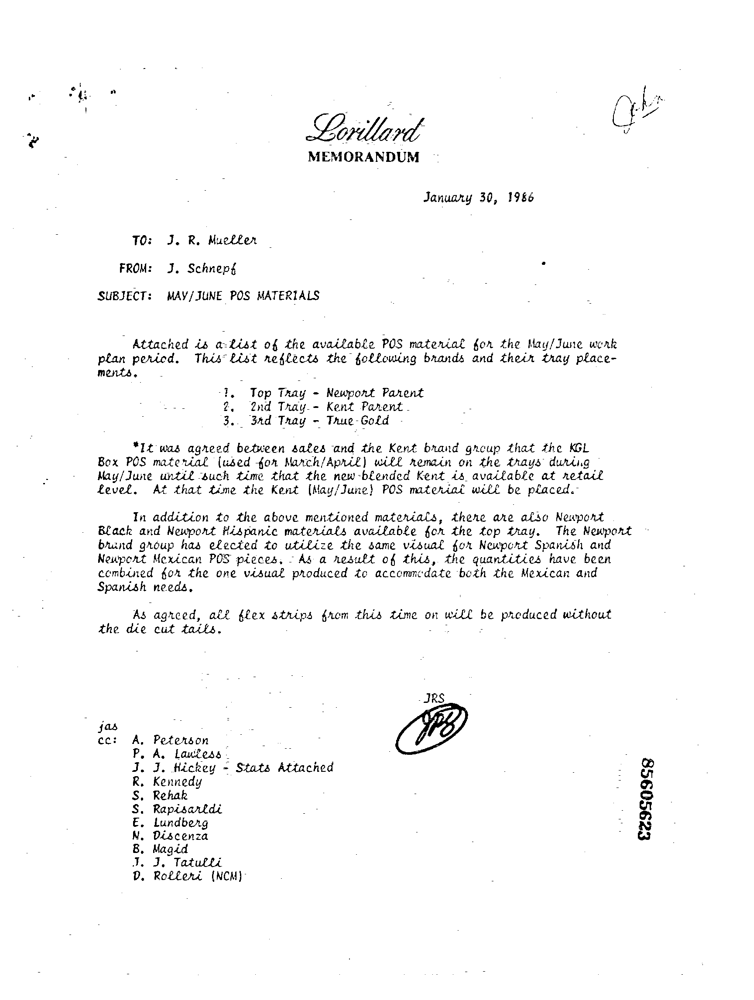 John
Lorillard
MEMORANDUM
January 30, 1986
TO: J. R. Mueller
FROM: J. Schnepf
SUBJECT: MAY/JUNE POS MATERIALS
Attached is a list of the available POS material for the May/June work
plan period. This list reflects the following brands and their tray place-
ments.
1. Top Tray - Newport Parent
2. 2nd Tray - Kent Parent
3. 3rd Tray - True Gold
*It was agreed between sales and the Kent brand group that the KGL
Box POS material (used for March/April) will remain on the trays during
May/June until such time that the new blended Kent is available at retail
level. At that time the Kent (May/June) POS material will be placed.
In addition to the above mentioned materials, there are also Newport
Black and Newport Hispanic materials available for the top tray. The Newport
brand group has elected to utilize the same visual for Newport Spanish and
Newport Mexican POS pieces. As a result of this, the quantities have been
combined for the one visual produced to accommodate both the Mexican and
Spanish needs.
As agreed, all flex strips from this time on will be produced without
the die cut tails.
JRS
jas
cc: A. Peterson
P. A. Lawless
J. J. Hickey - Stats Attached
R. Kennedy
S. Rehak
S. Rapisarldi
E. Lundberg
N. Discenza
B. Magid
J. J. Tatulli
D. Rolleri (NCM)
85605623